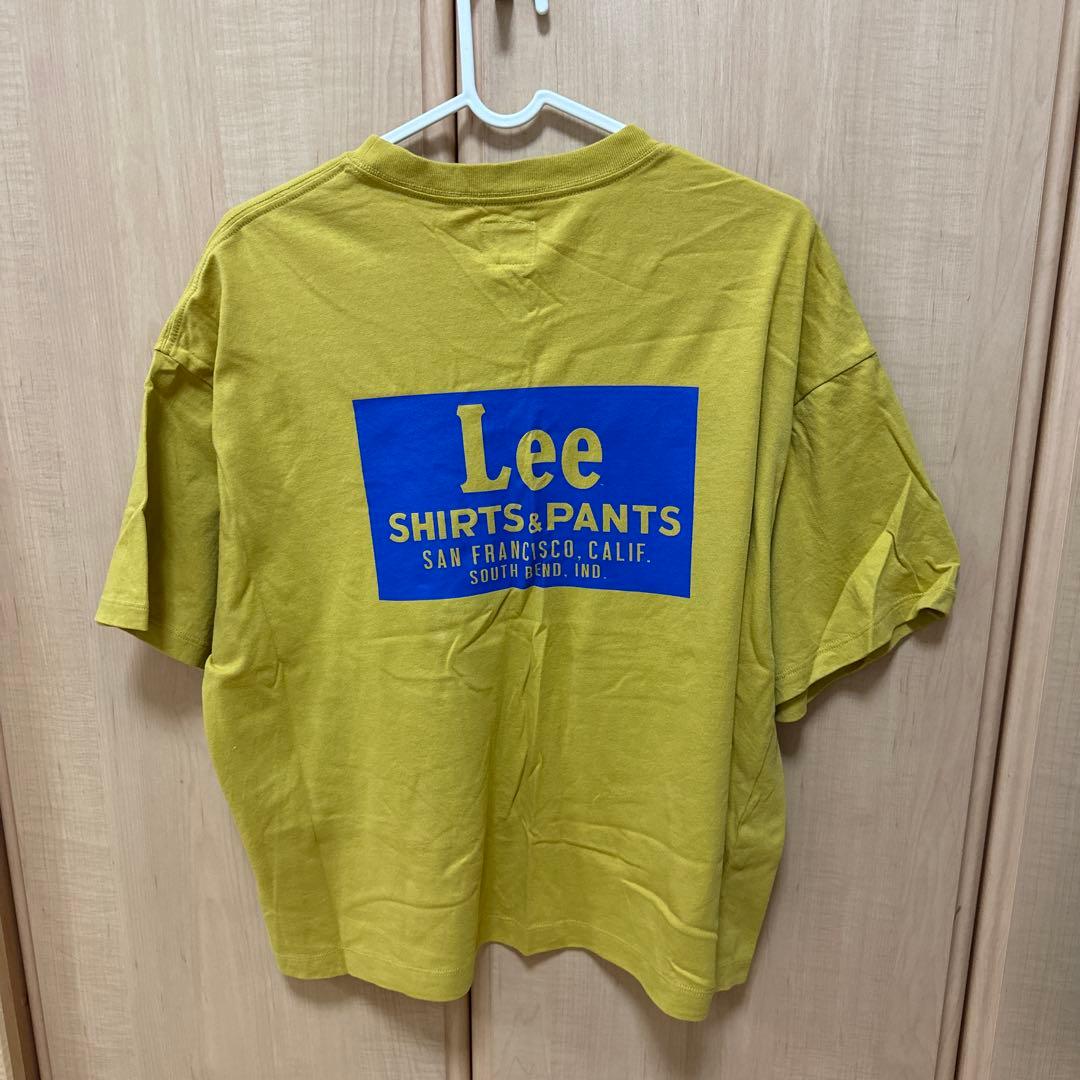 Lee
SHIRTS & PANTS
SAN FRANCISCO, CALIF.
SOUTH BEND, IND.